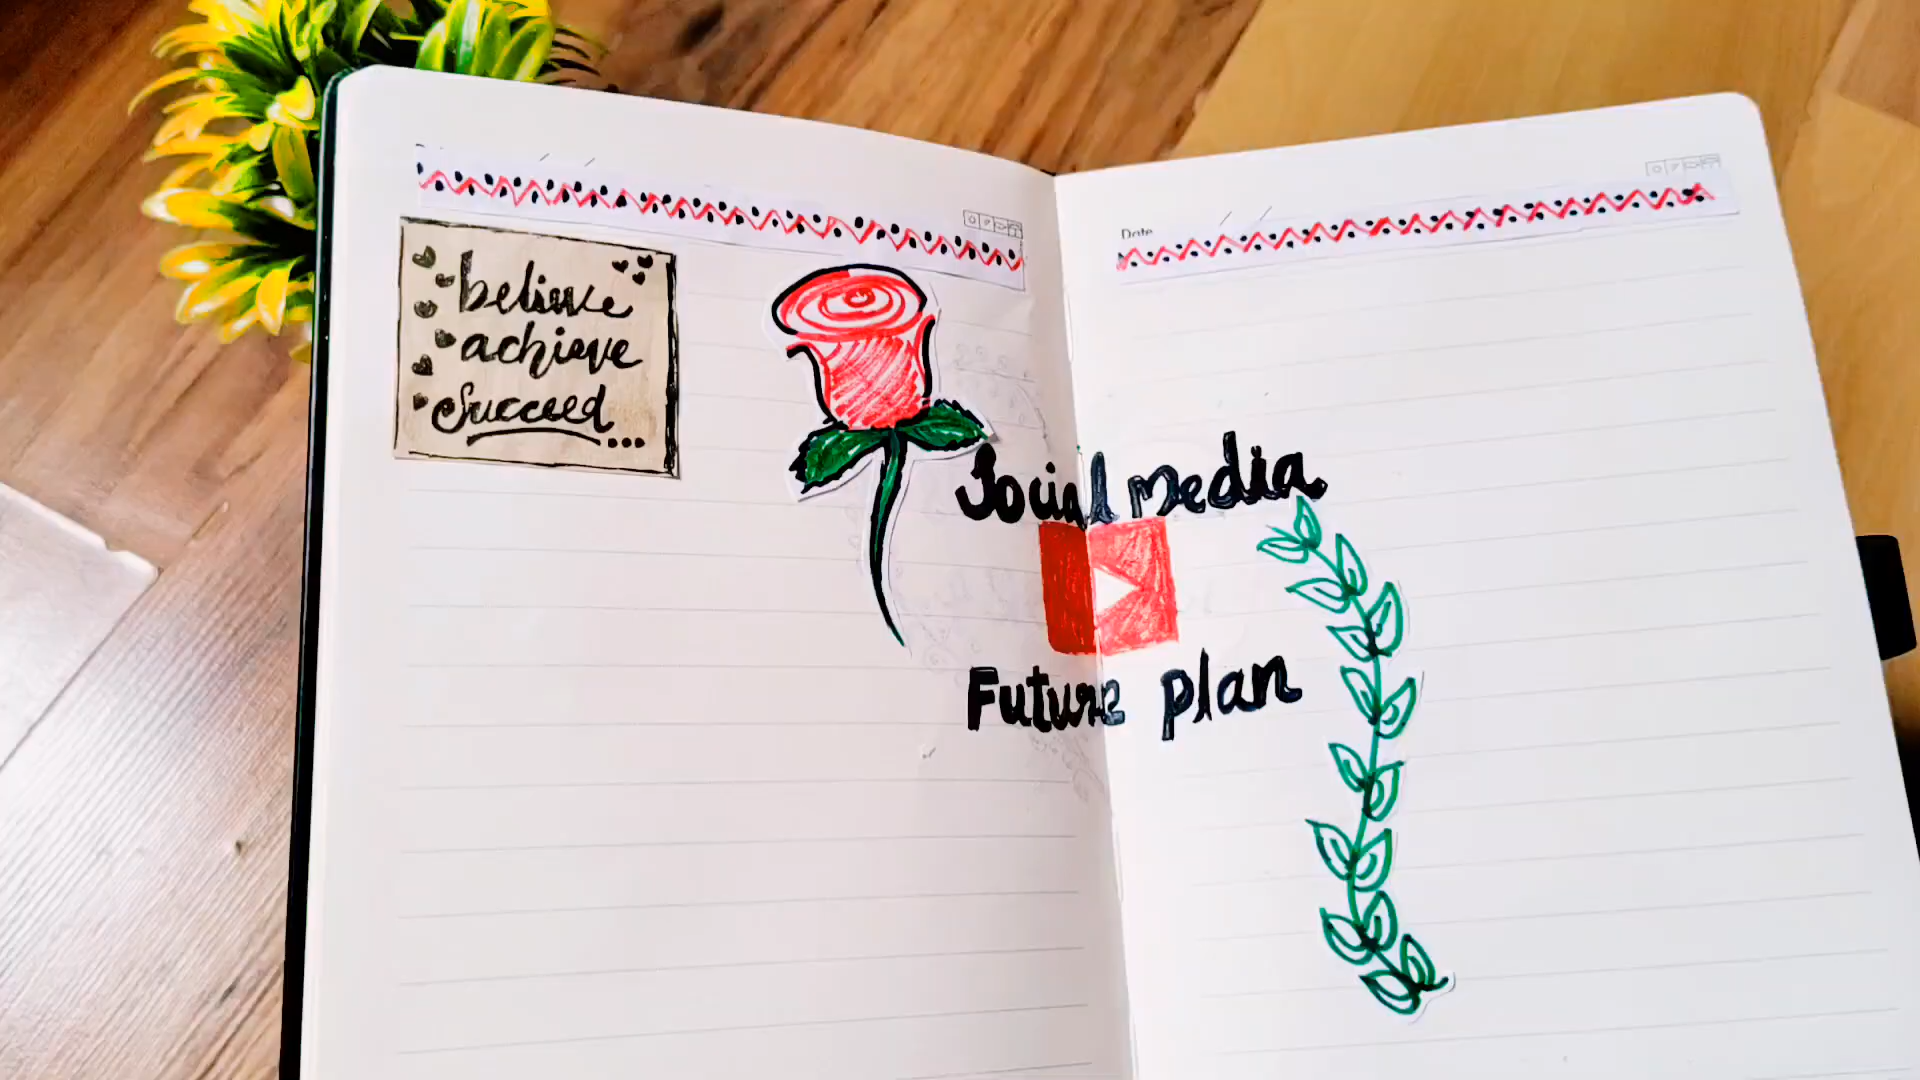 Date
believe
achieve
Succeed...
Social media
Future plan